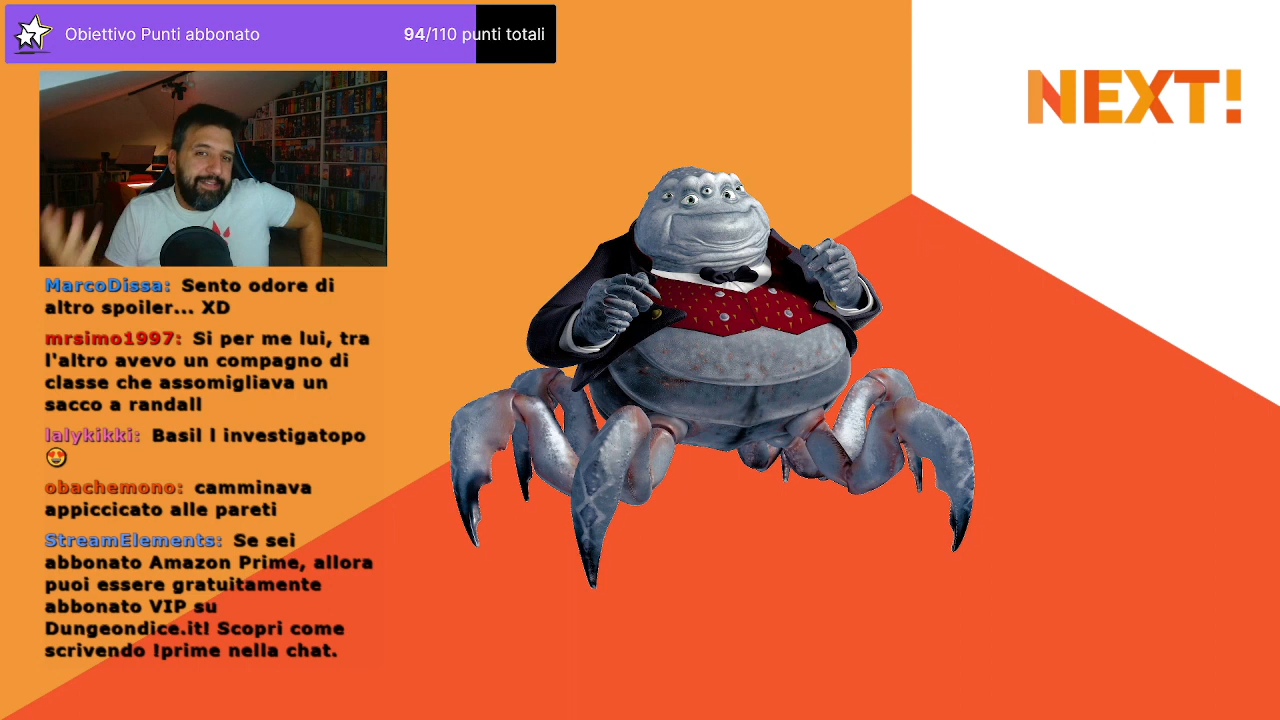 Obiettivo Punti abbonato 94/110 punti totali
NEXT!
MarcoDissa: Sento odore di
altro spoiler... XD
mrsimo1997: Si per me lui, tra
l'altro avevo un compagno di
classe che assomigliava un
sacco a randall
lalykikki: Basil l investigatopo
😍
obachemono: camminava
appiccicato alle pareti
StreamElements: Se sei
abbonato Amazon Prime, allora
puoi essere gratuitamente
abbonato VIP su
Dungeondice.it! Scopri come
scrivendo !prime nella chat.